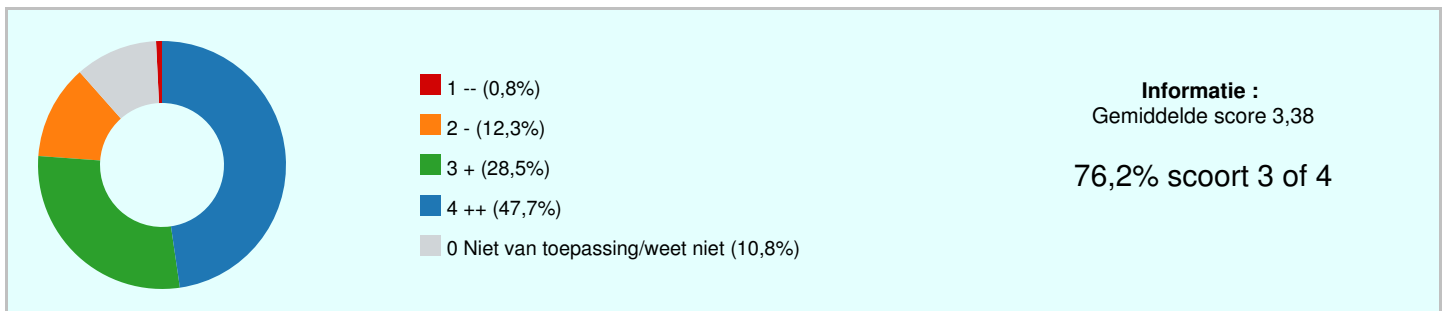 1 -- (0,8%)
2 - (12,3%)
3 + (28,5%)
4 ++ (47,7%)
0 Niet van toepassing/weet niet (10,8%)
Informatie :
Gemiddelde score 3,38
76,2% scoort 3 of 4